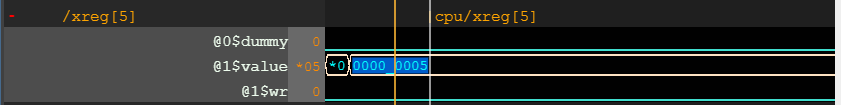 - /xreg[5] cpu/xreg[5]
@0$dummy 0
@1$value *05 *0 0000_0005
@1$wr 0